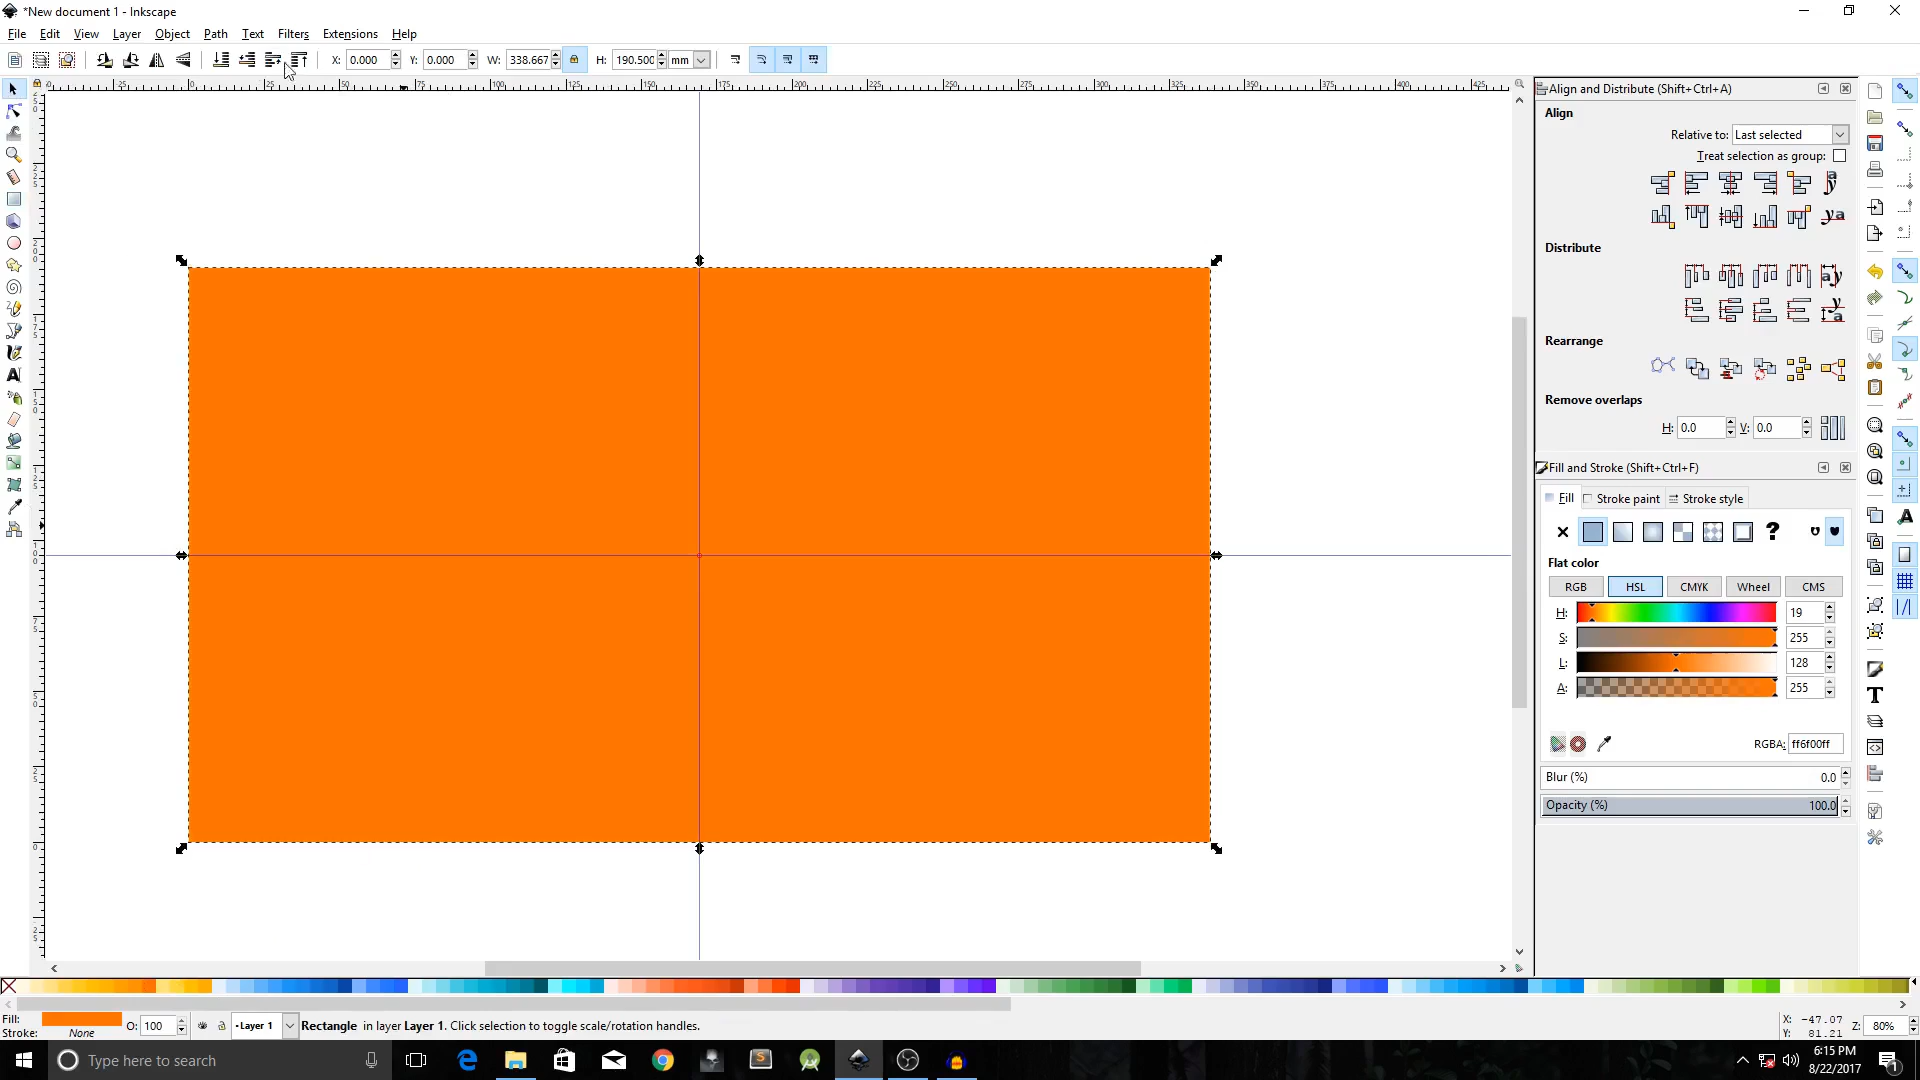 *New document 1 - Inkscape
File Edit View Layer Object Path Text Filters Extensions Help
X: 0.000 Y: 0.000 W: 338.667 H: 190.500 mm
Align and Distribute (Shift+Ctrl+A)
Align
Relative to: Last selected
Treat selection as group:
Distribute
Rearrange
Remove overlaps
H: 0.0 V: 0.0
Fill and Stroke (Shift+Ctrl+F)
Fill Stroke paint Stroke style
Flat color
RGB HSL CMYK Wheel CMS
H: 19
S: 255
L: 128
A: 255
RGBA: ff6f00ff
Blur (%) 0.0
Opacity (%) 100.0
Fill: O: 100 Layer 1 Rectangle in layer Layer 1. Click selection to toggle scale/rotation handles.
Stroke: None
X: -47.07
Y: 81.21
Z: 80%
Type here to search
6:15 PM
8/22/2017